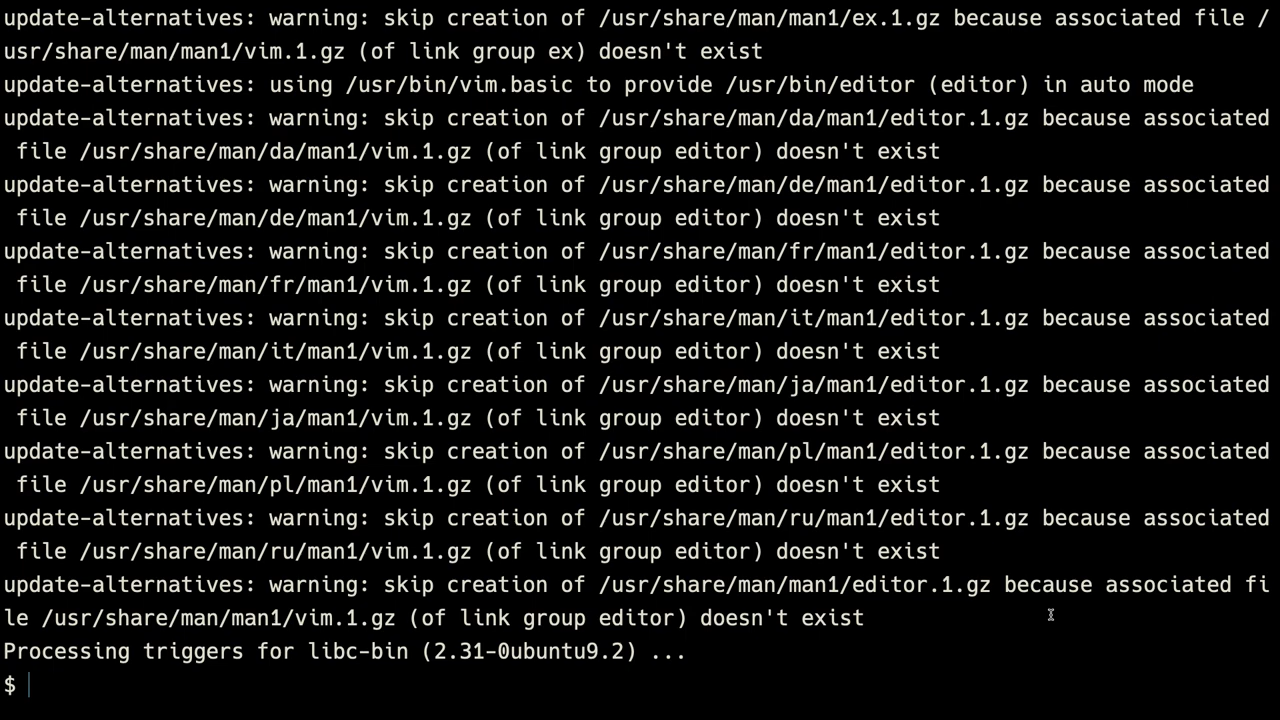 update-alternatives: warning: skip creation of /usr/share/man/man1/ex.1.gz because associated file /
usr/share/man/man1/vim.1.gz (of link group ex) doesn't exist
update-alternatives: using /usr/bin/vim.basic to provide /usr/bin/editor (editor) in auto mode
update-alternatives: warning: skip creation of /usr/share/man/da/man1/editor.1.gz because associated
 file /usr/share/man/da/man1/vim.1.gz (of link group editor) doesn't exist
update-alternatives: warning: skip creation of /usr/share/man/de/man1/editor.1.gz because associated
 file /usr/share/man/de/man1/vim.1.gz (of link group editor) doesn't exist
update-alternatives: warning: skip creation of /usr/share/man/fr/man1/editor.1.gz because associated
 file /usr/share/man/fr/man1/vim.1.gz (of link group editor) doesn't exist
update-alternatives: warning: skip creation of /usr/share/man/it/man1/editor.1.gz because associated
 file /usr/share/man/it/man1/vim.1.gz (of link group editor) doesn't exist
update-alternatives: warning: skip creation of /usr/share/man/ja/man1/editor.1.gz because associated
 file /usr/share/man/ja/man1/vim.1.gz (of link group editor) doesn't exist
update-alternatives: warning: skip creation of /usr/share/man/pl/man1/editor.1.gz because associated
 file /usr/share/man/pl/man1/vim.1.gz (of link group editor) doesn't exist
update-alternatives: warning: skip creation of /usr/share/man/ru/man1/editor.1.gz because associated
 file /usr/share/man/ru/man1/vim.1.gz (of link group editor) doesn't exist
update-alternatives: warning: skip creation of /usr/share/man/man1/editor.1.gz because associated fi
le /usr/share/man/man1/vim.1.gz (of link group editor) doesn't exist
Processing triggers for libc-bin (2.31-0ubuntu9.2) ...
$